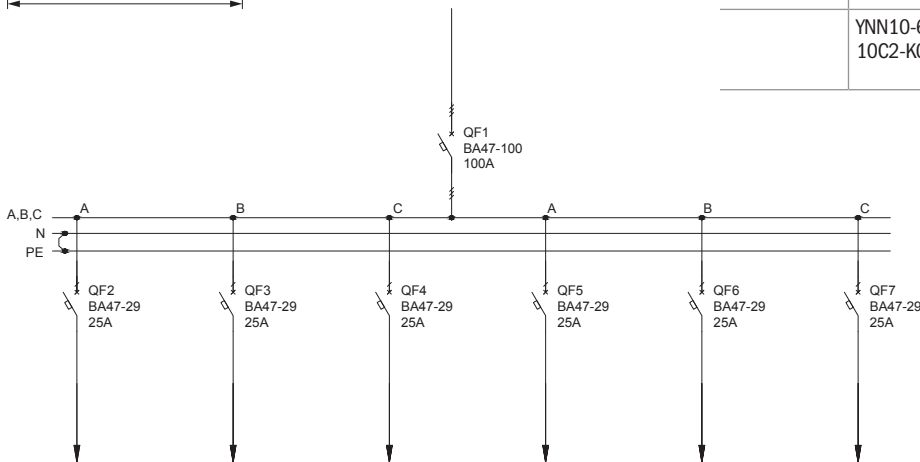 YNN10-6
10C2-K0
QF1
BA47-100
100A
A,B,C
A
B
C
A
B
C
N
PE
QF2
BA47-29
25A
QF3
BA47-29
25A
QF4
BA47-29
25A
QF5
BA47-29
25A
QF6
BA47-29
25A
QF7
BA47-29
25A